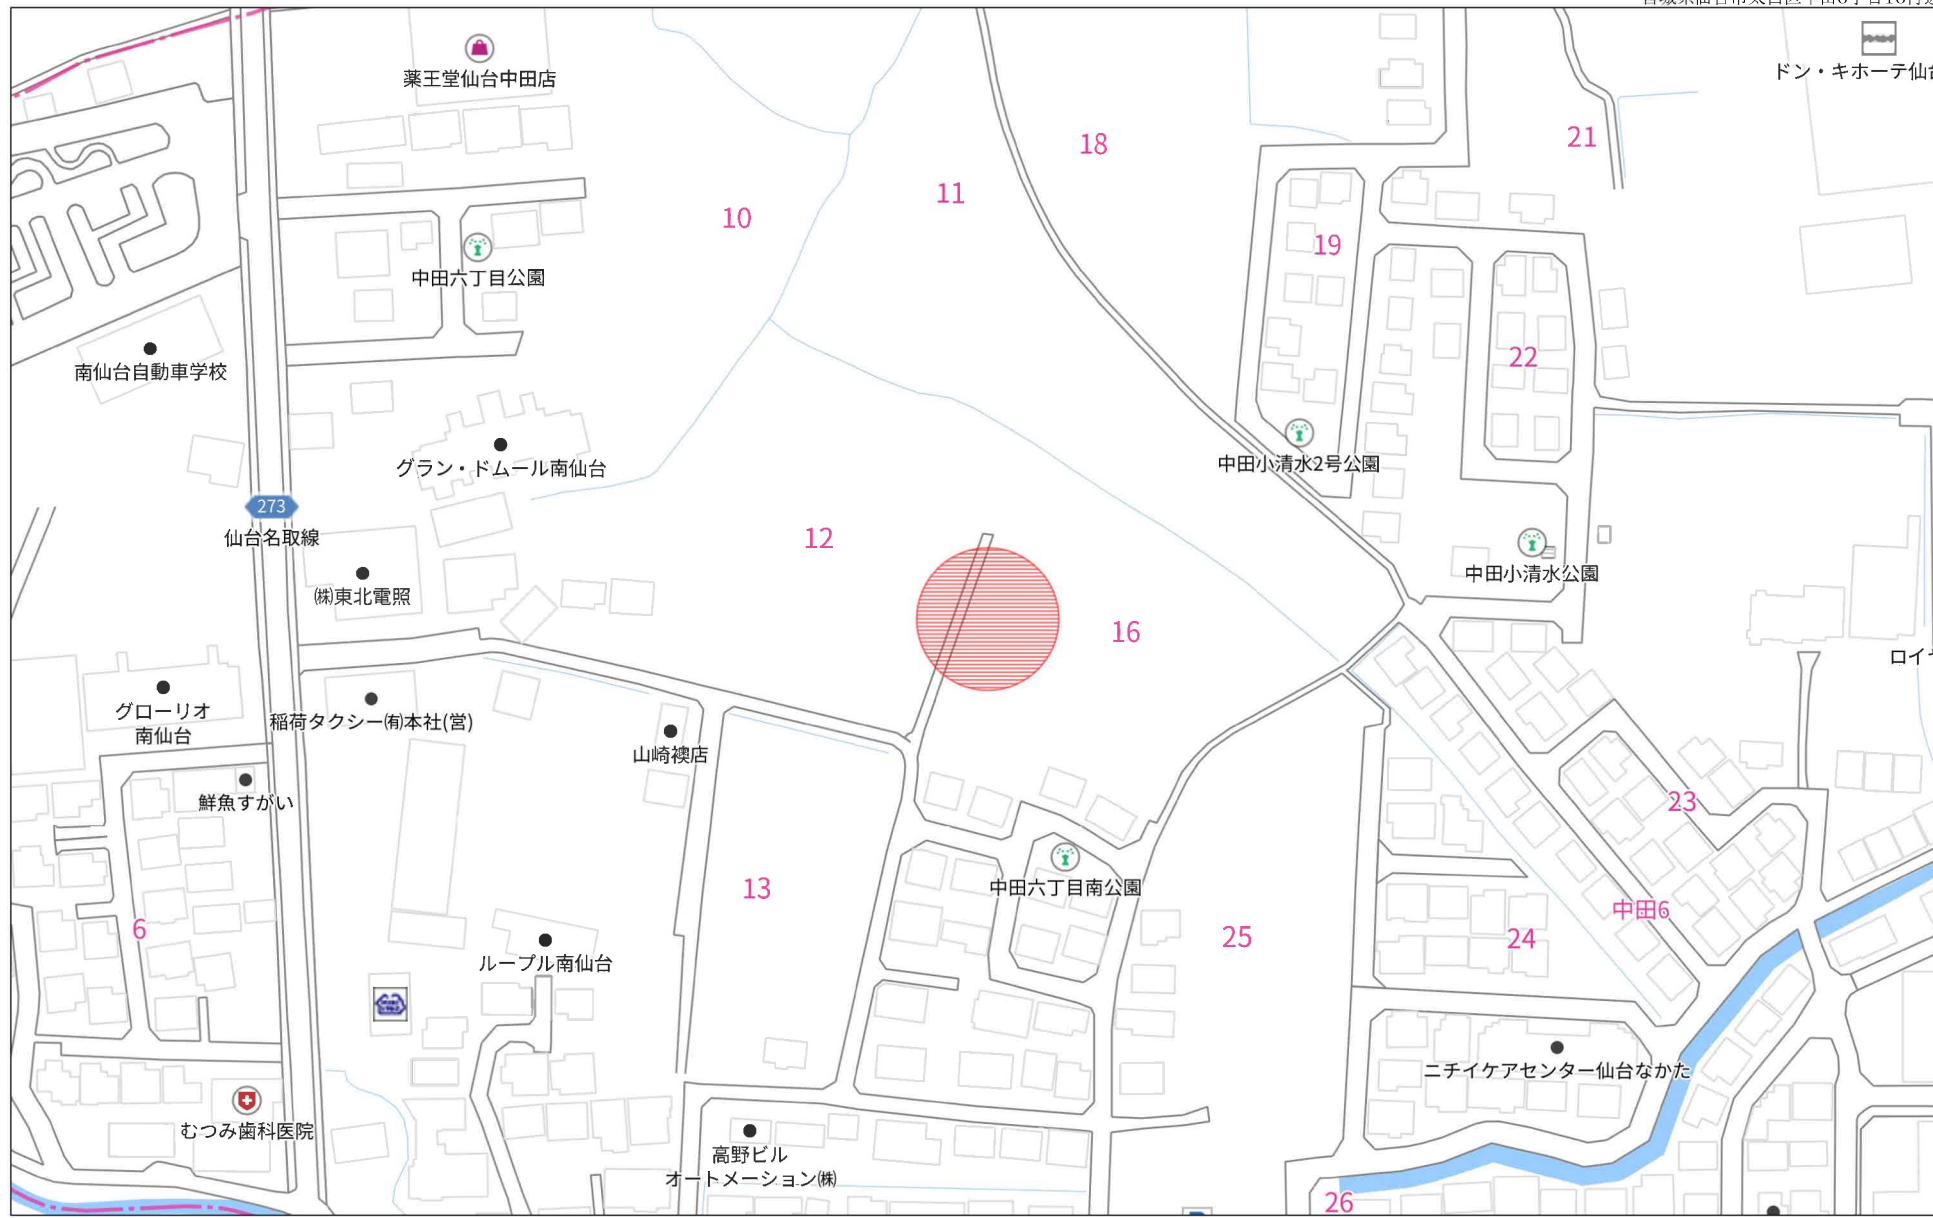 薬王堂仙台中田店
ドン・キホーテ仙台
18
21
11
10
19
中田六丁目公園
南仙台自動車学校
22
グラン・ドムール南仙台
中田小清水2号公園
273
仙台名取線
12
㈱東北電照
中田小清水公園
16
ロイヤ
グローリオ
南仙台
稲荷タクシー㈲本社(営)
山崎襖店
鮮魚すがい
23
13
中田六丁目南公園
6
25
中田6
24
ループル南仙台
ニチイケアセンター仙台なかた
むつみ歯科医院
高野ビル
オートメーション㈱
26